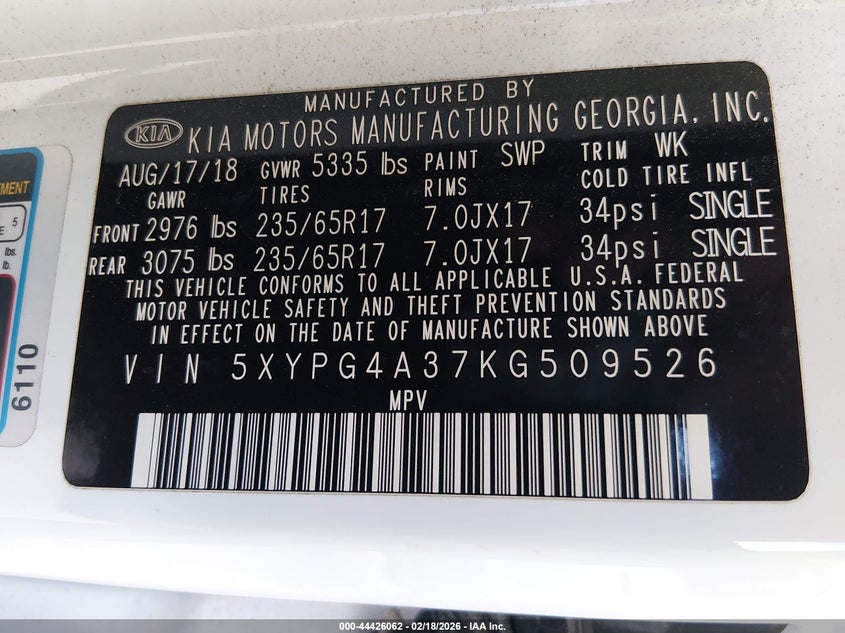 MANUFACTURED BY
KIA KIA MOTORS MANUFACTURING GEORGIA, INC.
AUG/17/18 GVWR 5335 lbs PAINT SWP TRIM WK
GAWR TIRES RIMS COLD TIRE INFL
FRONT 2976 lbs 235/65R17 7.0JX17 34psi SINGLE
REAR 3075 lbs 235/65R17 7.0JX17 34psi SINGLE
THIS VEHICLE CONFORMS TO ALL APPLICABLE U.S.A. FEDERAL
MOTOR VEHICLE SAFETY AND THEFT PREVENTION STANDARDS
IN EFFECT ON THE DATE OF MANUFACTURE SHOWN ABOVE
VIN 5XYPG4A37KG509526
MPV
5
lbs.
lb.
6110
000-44426062 - 02/18/2026 - IAA Inc.